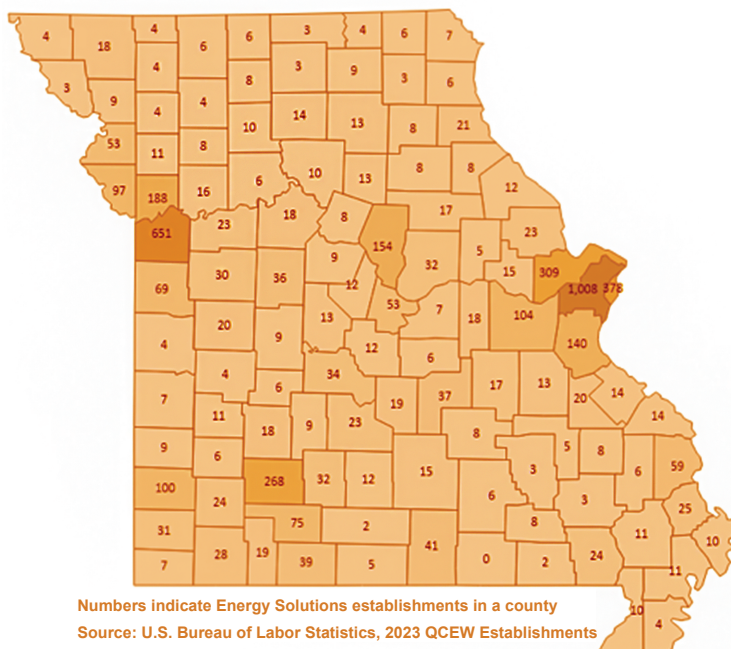 4 18 4 6 6 3 4 6 7
3 9 4 4 8 3 9 3 6
53 11 4 8 10 14 13 8 21
97 188 16 6 10 13 8 8 12
651 23 18 8 154 17 23
69 30 36 9 12 53 32 5 15 309 1,008 378
4 20 9 13 12 7 18 104 140
7 4 6 34 6 17 13 20 14
9 11 18 9 23 19 37 8 5 8 14
100 6 268 32 12 15 6 3 3 6 59
31 24 75 2 41 8 11 25
7 28 19 39 5 0 2 24 11 10
10 4
Numbers indicate Energy Solutions establishments in a county
Source: U.S. Bureau of Labor Statistics, 2023 QCEW Establishments